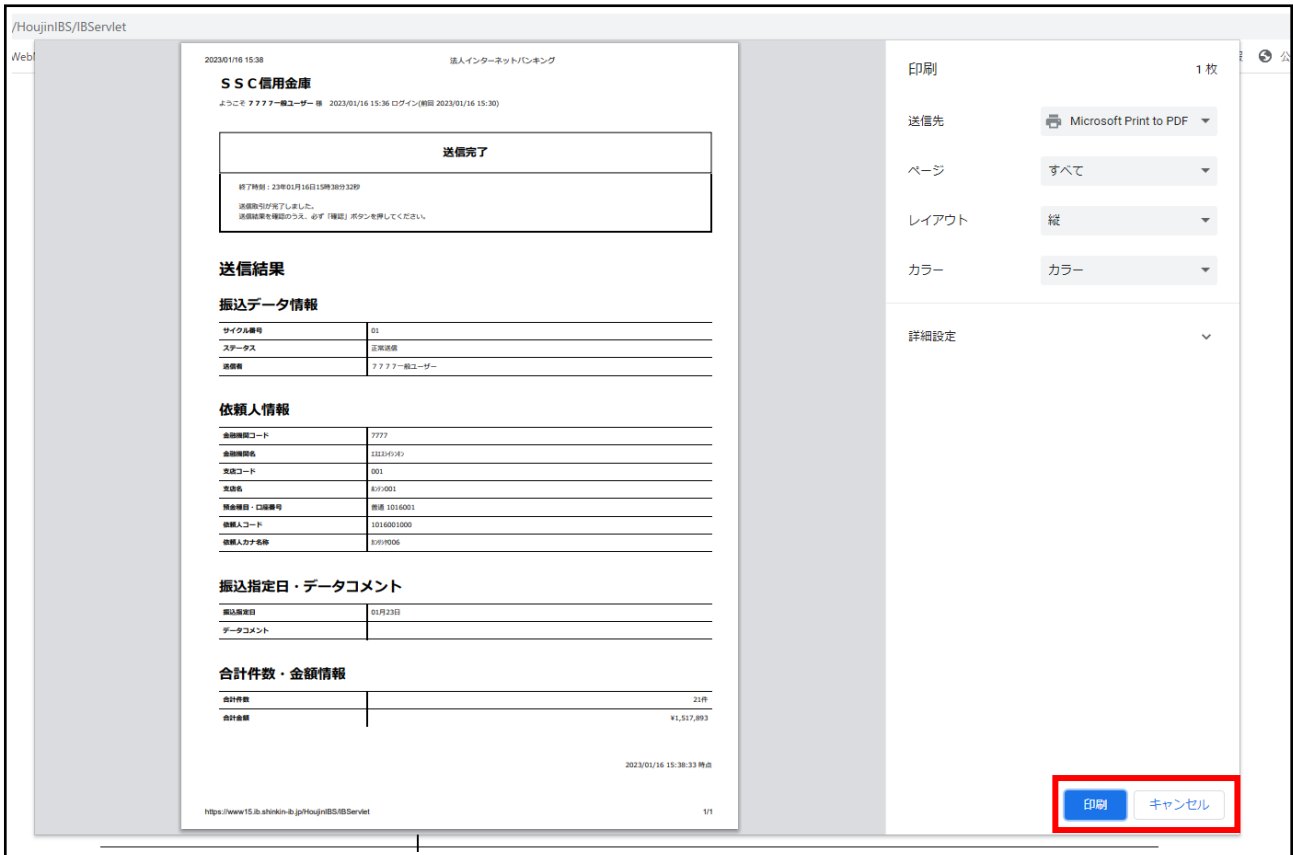 /HoujinIBS/IBServlet
2023/01/16 15:38 法人インターネットバンキング
ＳＳＣ信用金庫
ようこそ ７７７７一般ユーザー 様 2023/01/16 15:36 ログイン(前回 2023/01/16 15:30)
送信完了
終了時刻：23年01月16日15時38分32秒
送信取引が完了しました。
送信結果を確認のうえ、必ず「確認」ボタンを押してください。
送信結果
振込データ情報
サイクル番号 01
ステータス 正常送信
送信者 ７７７７一般ユーザー
依頼人情報
金融機関コード 7777
金融機関名
支店コード 001
支店名 ﾎﾝﾃﾝ001
預金種目・口座番号 普通 1016001
依頼人コード 1016001000
依頼人カナ名称
振込指定日・データコメント
振込指定日 01月23日
データコメント
合計件数・金額情報
合計件数 21件
合計金額 ¥1,517,893
2023/01/16 15:38:33 時点
https://www15.ib.shinkin-ib.jp/HoujinIBS/IBServlet 1/1
印刷 1 枚
送信先 Microsoft Print to PDF
ページ すべて
レイアウト 縦
カラー カラー
詳細設定
印刷 キャンセル